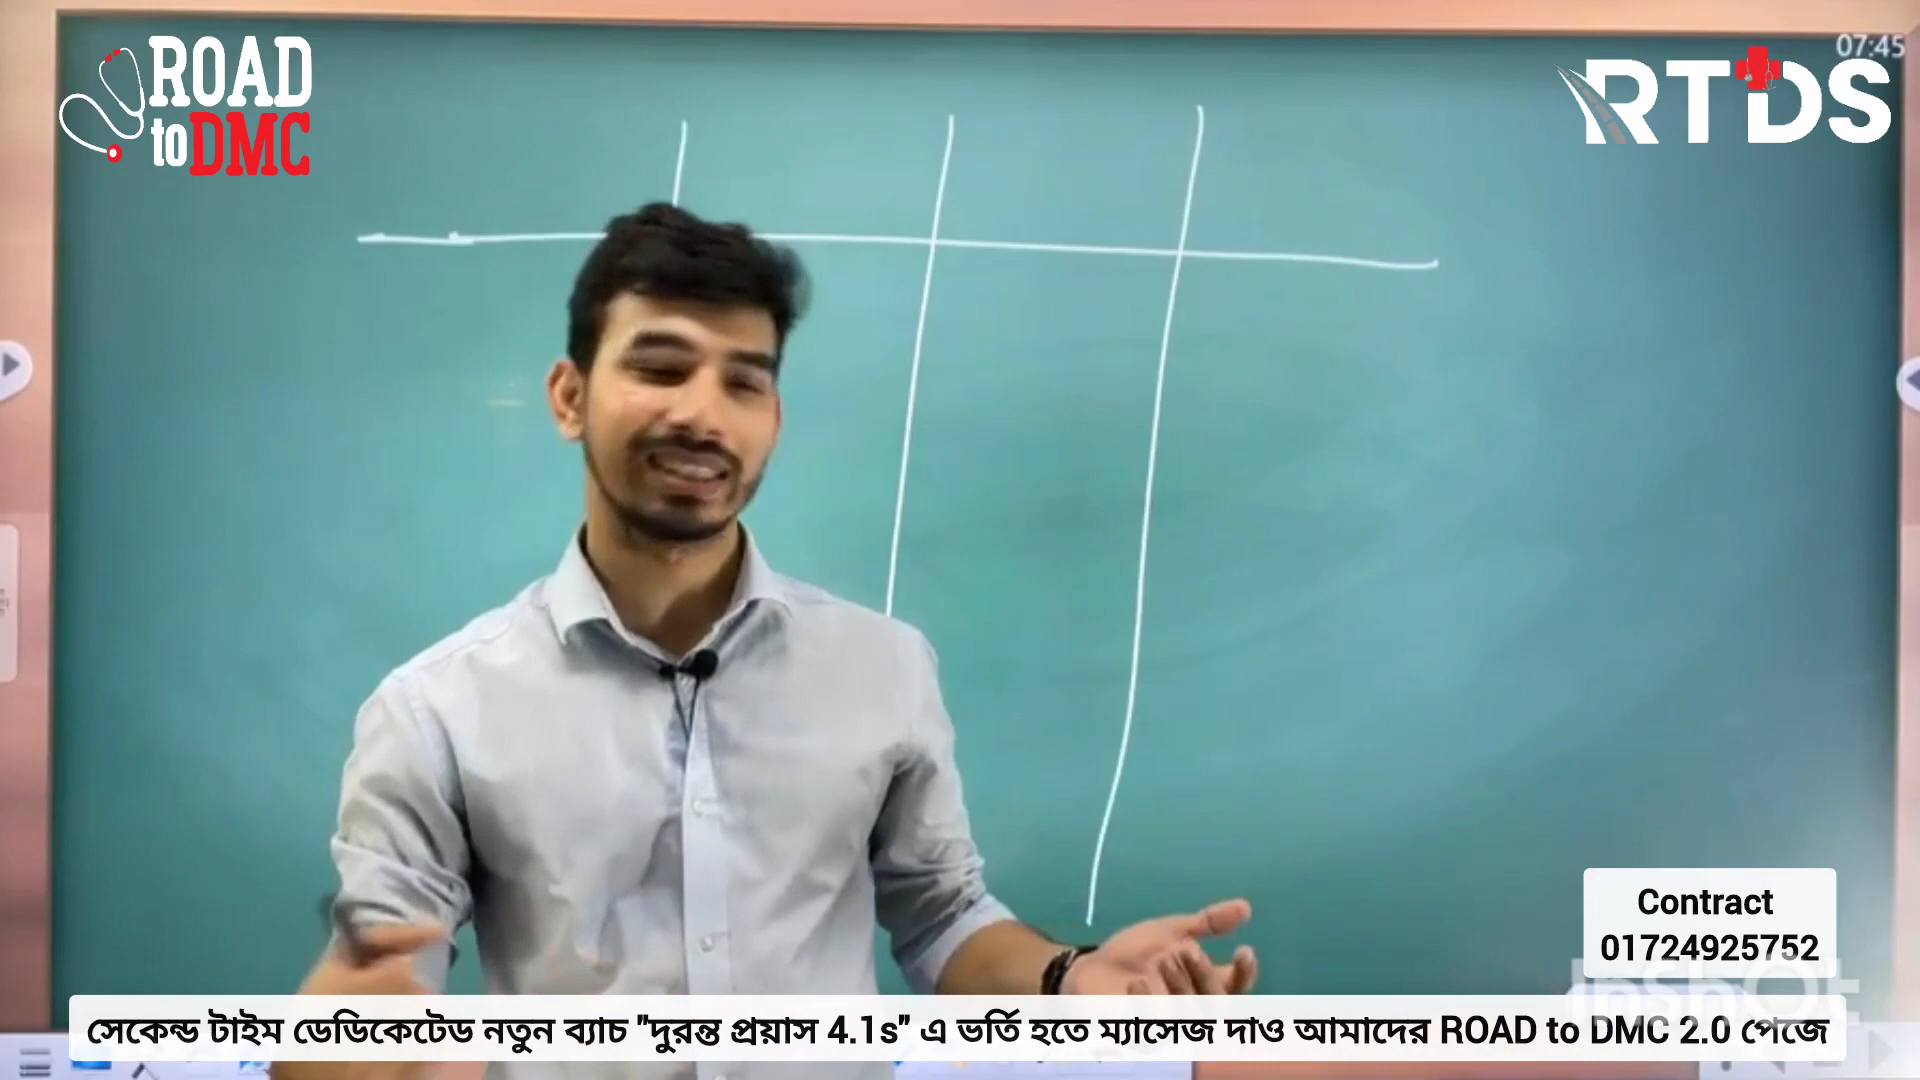 ROAD
to DMC
RTDS
07:45
Contract
01724925752
InShOt
সেকেন্ড টাইম ডেডিকেটেড নতুন ব্যাচ "দুরন্ত প্রয়াস 4.1s" এ ভর্তি হতে ম্যাসেজ দাও আমাদের ROAD to DMC 2.0 পেজে